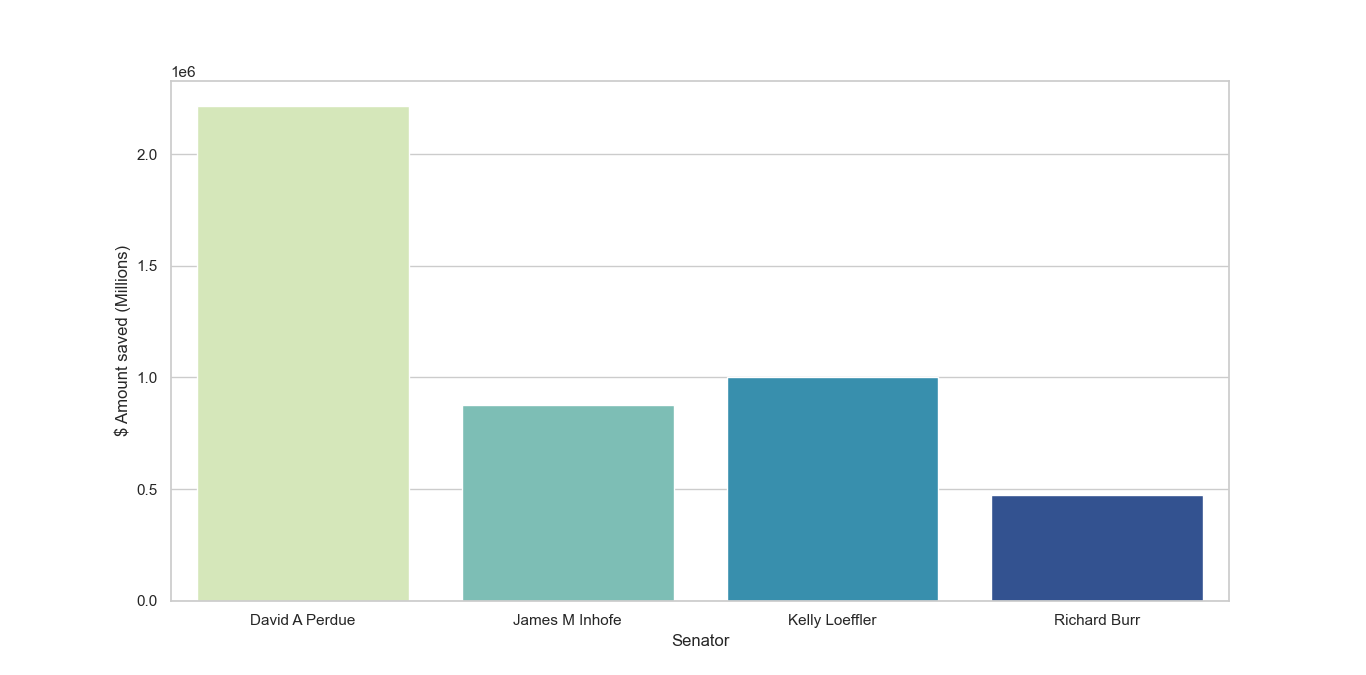 1e6
2.0
1.5
1.0
0.5
0.0
$ Amount saved (Millions)
David A Perdue
James M Inhofe
Kelly Loeffler
Richard Burr
Senator